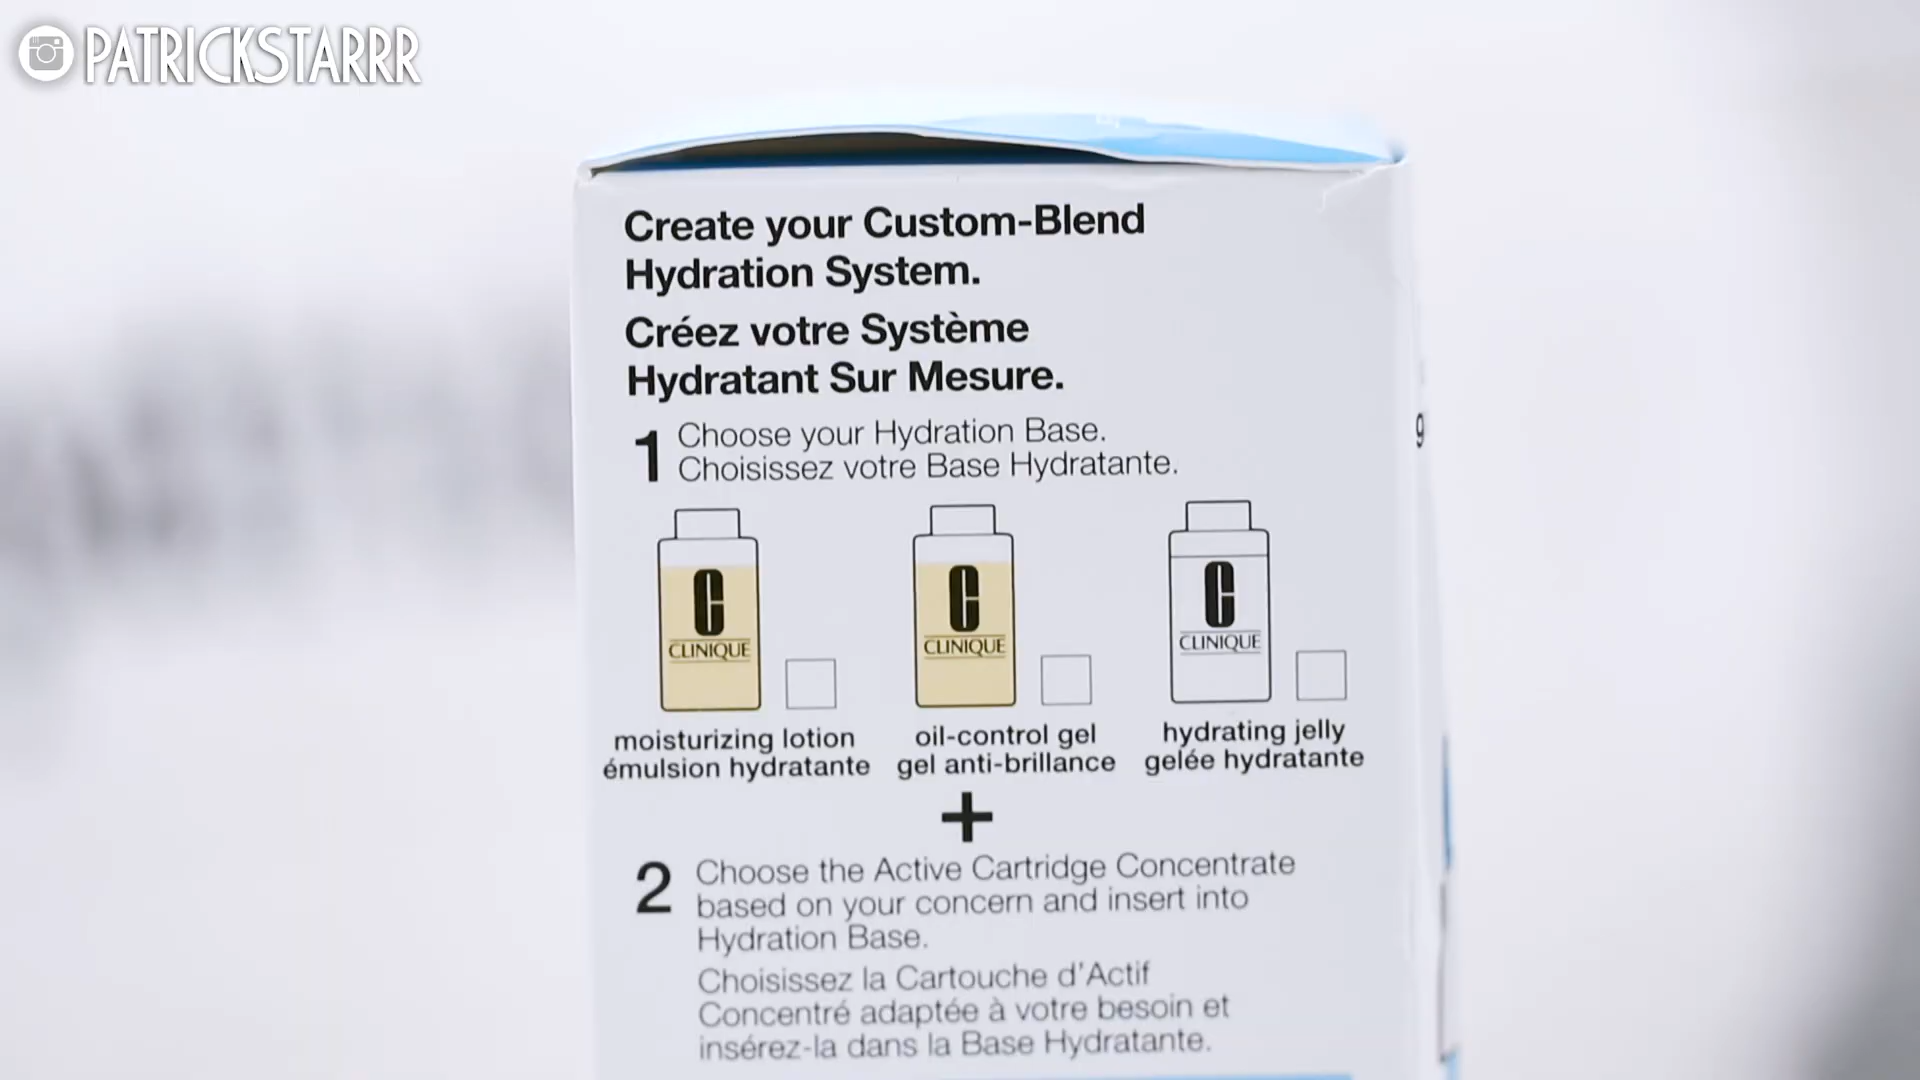 PATRICKSTARRR
Create your Custom-Blend
Hydration System.
Créez votre Système
Hydratant Sur Mesure.
1 Choose your Hydration Base.
Choisissez votre Base Hydratante.
C CLINIQUE
C CLINIQUE
C CLINIQUE
moisturizing lotion
émulsion hydratante
oil-control gel
gel anti-brillance
hydrating jelly
gelée hydratante
+
2 Choose the Active Cartridge Concentrate
based on your concern and insert into
Hydration Base.
Choisissez la Cartouche d'Actif
Concentré adaptée à votre besoin et
insérez-la dans la Base Hydratante.